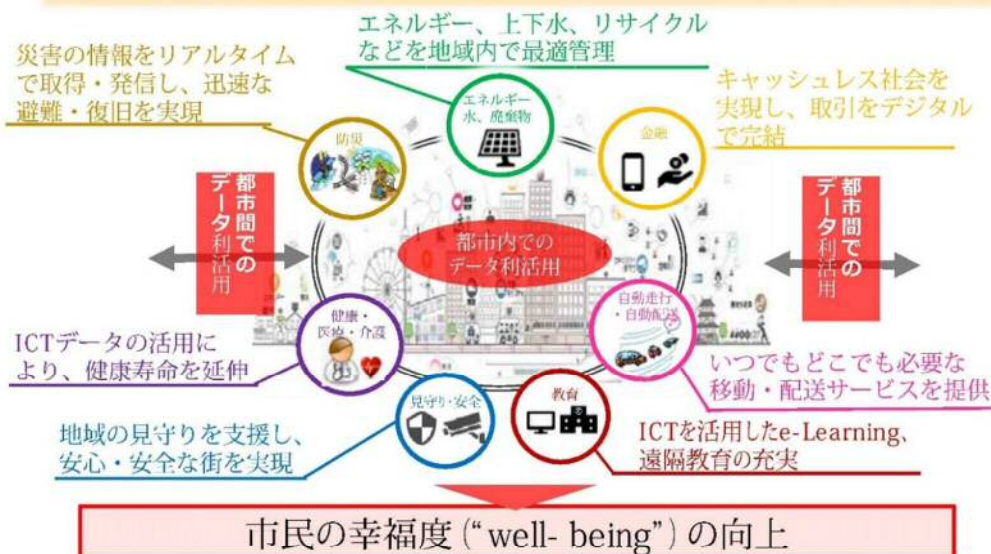 エネルギー、上下水、リサイクル
などを地域内で最適管理
災害の情報をリアルタイム
で取得・発信し、迅速な
避難・復旧を実現
キャッシュレス社会を
実現し、取引をデジタル
で完結
エネルギー
水、廃棄物
防災
金融
都市間での
データ利活用
都市内での
データ利活用
都市間での
データ利活用
健康・
医療・介護
自動走行
・自動配送
ICTデータの活用に
より、健康寿命を延伸
いつでもどこでも必要な
移動・配送サービスを提供
見守り・安全
教育
地域の見守りを支援し、
安心・安全な街を実現
ICTを活用したe-Learning、
遠隔教育の充実
市民の幸福度(“well- being”)の向上